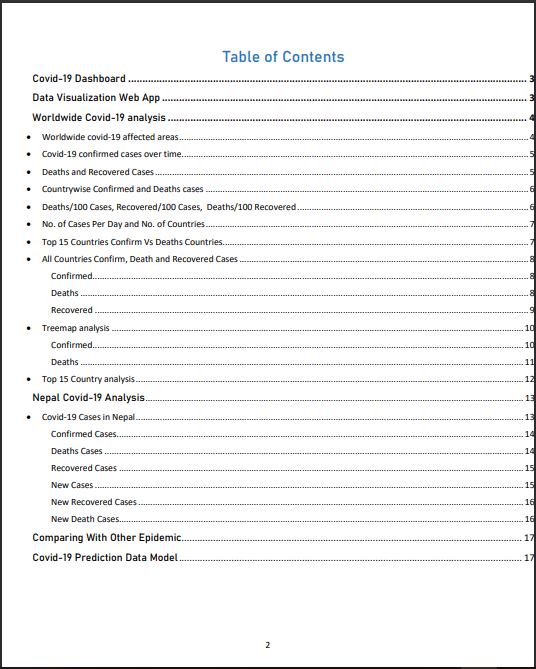 Table of Contents
Covid-19 Dashboard ........................................ 3
Data Visualization Web App ........................................ 3
Worldwide Covid-19 analysis ........................................ 4
• Worldwide covid-19 affected areas ........................................ 4
• Covid-19 confirmed cases over time ........................................ 5
• Deaths and Recovered Cases ........................................ 5
• Countrywise Confirmed and Deaths cases ........................................ 6
• Deaths/100 Cases, Recovered/100 Cases, Deaths/100 Recovered ........................................ 6
• No. of Cases Per Day and No. of Countries ........................................ 7
• Top 15 Countries Confirm Vs Deaths Countries ........................................ 7
• All Countries Confirm, Death and Recovered Cases ........................................ 8
Confirmed ........................................ 8
Deaths ........................................ 8
Recovered ........................................ 9
• Treemap analysis ........................................ 10
Confirmed ........................................ 10
Deaths ........................................ 11
• Top 15 Country analysis ........................................ 12
Nepal Covid-19 Analysis ........................................ 13
• Covid-19 Cases in Nepal ........................................ 13
Confirmed Cases ........................................ 14
Deaths Cases ........................................ 14
Recovered Cases ........................................ 15
New Cases ........................................ 15
New Recovered Cases ........................................ 16
New Death Cases ........................................ 16
Comparing With Other Epidemic ........................................ 17
Covid-19 Prediction Data Model ........................................ 17
2